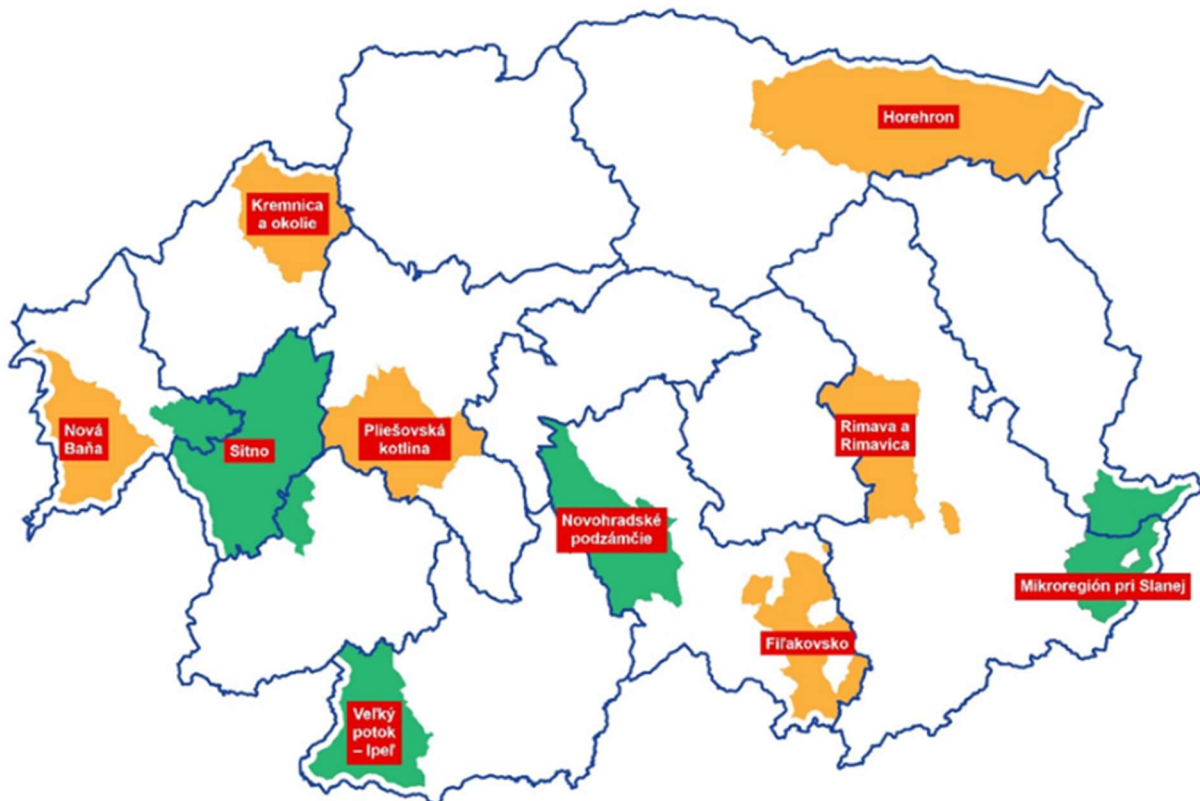 Horehron
Kremnica
a okolie
Nová
Baňa
Sitno
Pliešovská
kotlina
Rimava a
Rimavica
Novohradské
podzámčie
Mikroregión pri Slanej
Fiľakovsko
Veľký
potok
– Ipeľ